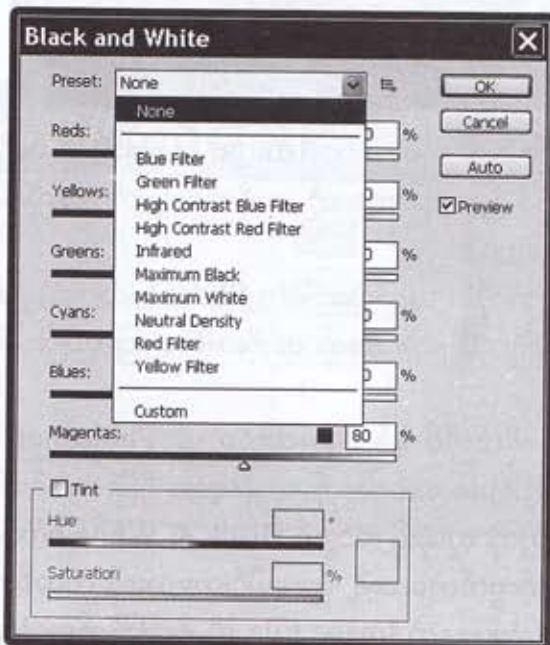 Black and White
Preset: None
OK
None
Cancel
Reds: %
Auto
Blue Filter
Green Filter
Yellows: %
High Contrast Blue Filter
Preview
High Contrast Red Filter
Greens: Infrared %
Maximum Black
Maximum White
Cyans: %
Neutral Density
Red Filter
Blues: Yellow Filter %
Custom
Magentas: 80 %
Tint
Hue °
Saturation %